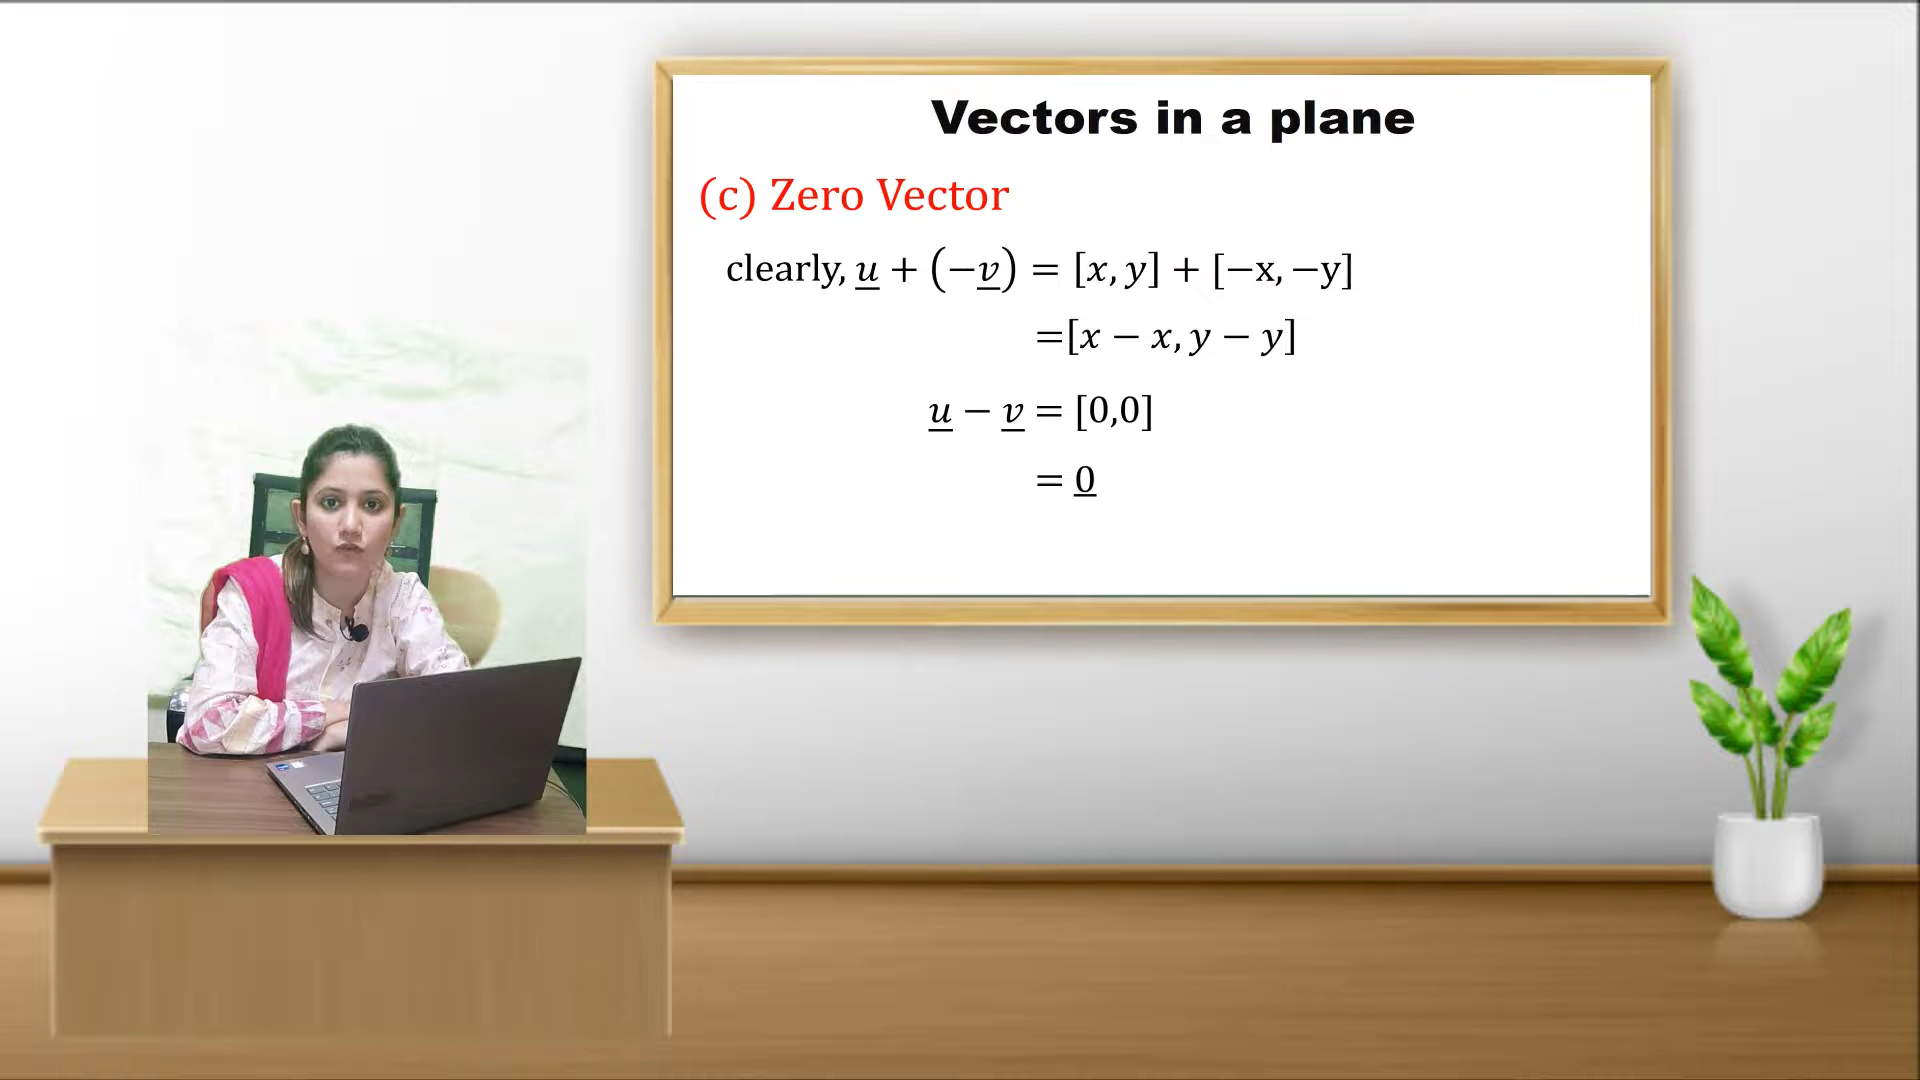 Vectors in a plane
(c) Zero Vector
clearly, u̲ + (−v̲) = [x, y] + [−x, −y]
=[x − x, y − y]
u̲ − v̲ = [0,0]
= 0̲